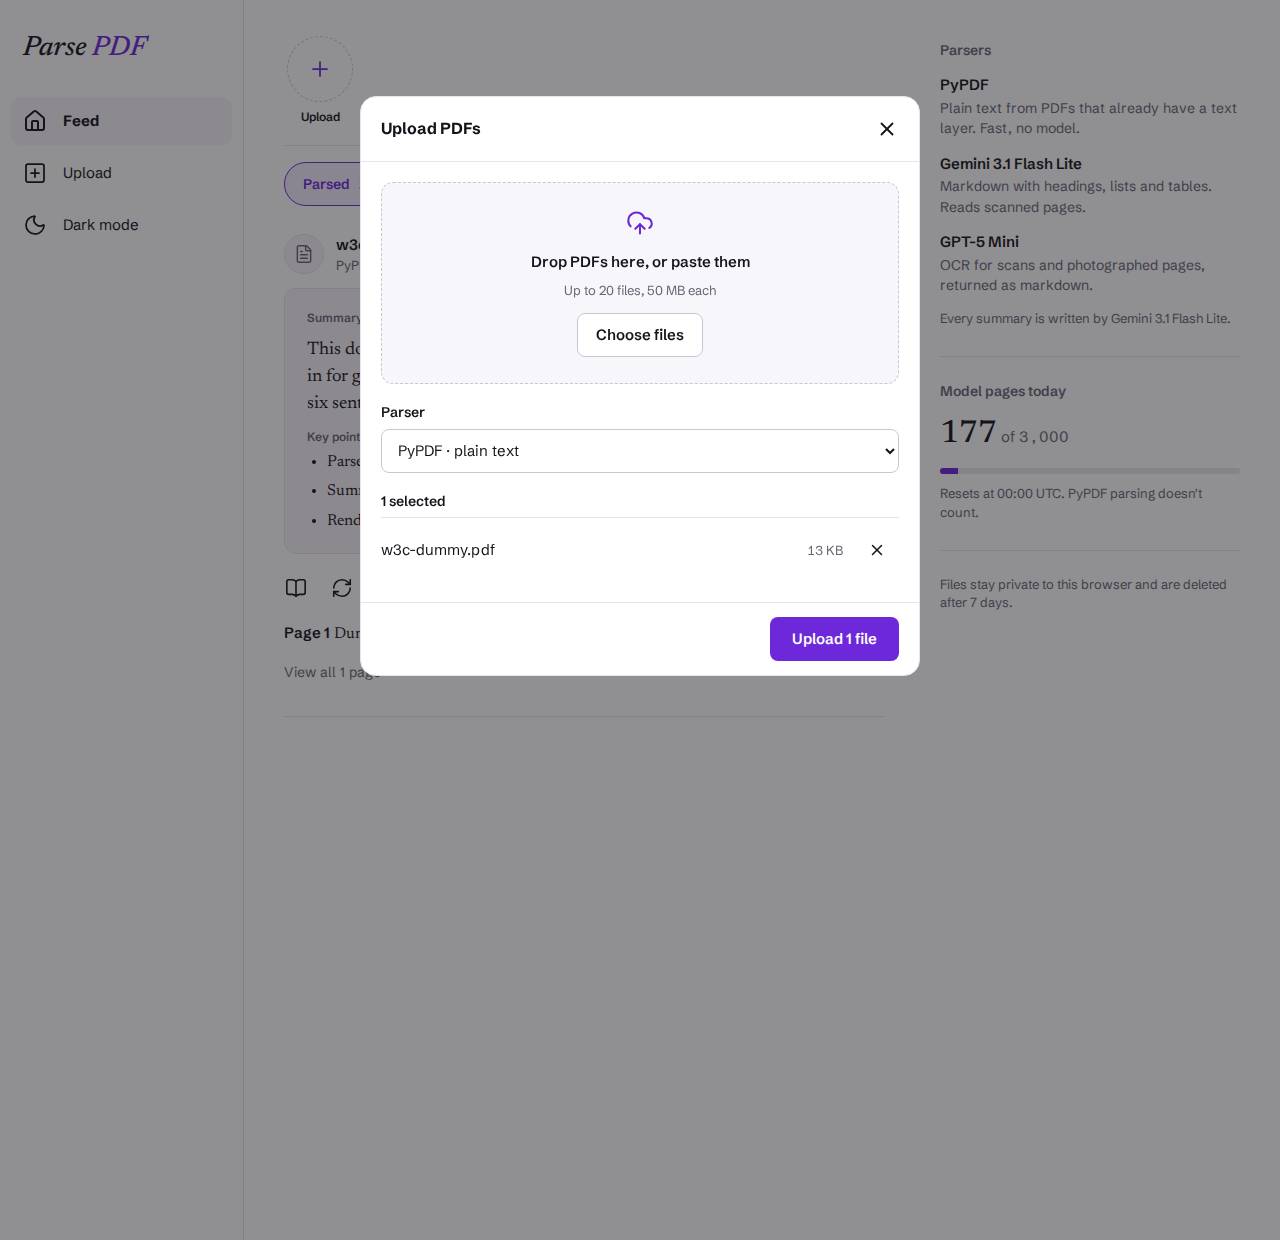 Parse PDF
Feed
Upload
Dark mode
Upload
Parsed
PyP
Summary
This do
in for g
six sent
Key point
Parse
Sum
Rend
Page 1 Dur
View all 1 page
Upload PDFs
Drop PDFs here, or paste them
Up to 20 files, 50 MB each
Choose files
Parser
PyPDF · plain text
1 selected
w3c-dummy.pdf
13 KB
Upload 1 file
Parsers
PyPDF
Plain text from PDFs that already have a text
layer. Fast, no model.
Gemini 3.1 Flash Lite
Markdown with headings, lists and tables.
Reads scanned pages.
GPT-5 Mini
OCR for scans and photographed pages,
returned as markdown.
Every summary is written by Gemini 3.1 Flash Lite.
Model pages today
177 of 3,000
Resets at 00:00 UTC. PyPDF parsing doesn't
count.
Files stay private to this browser and are deleted
after 7 days.